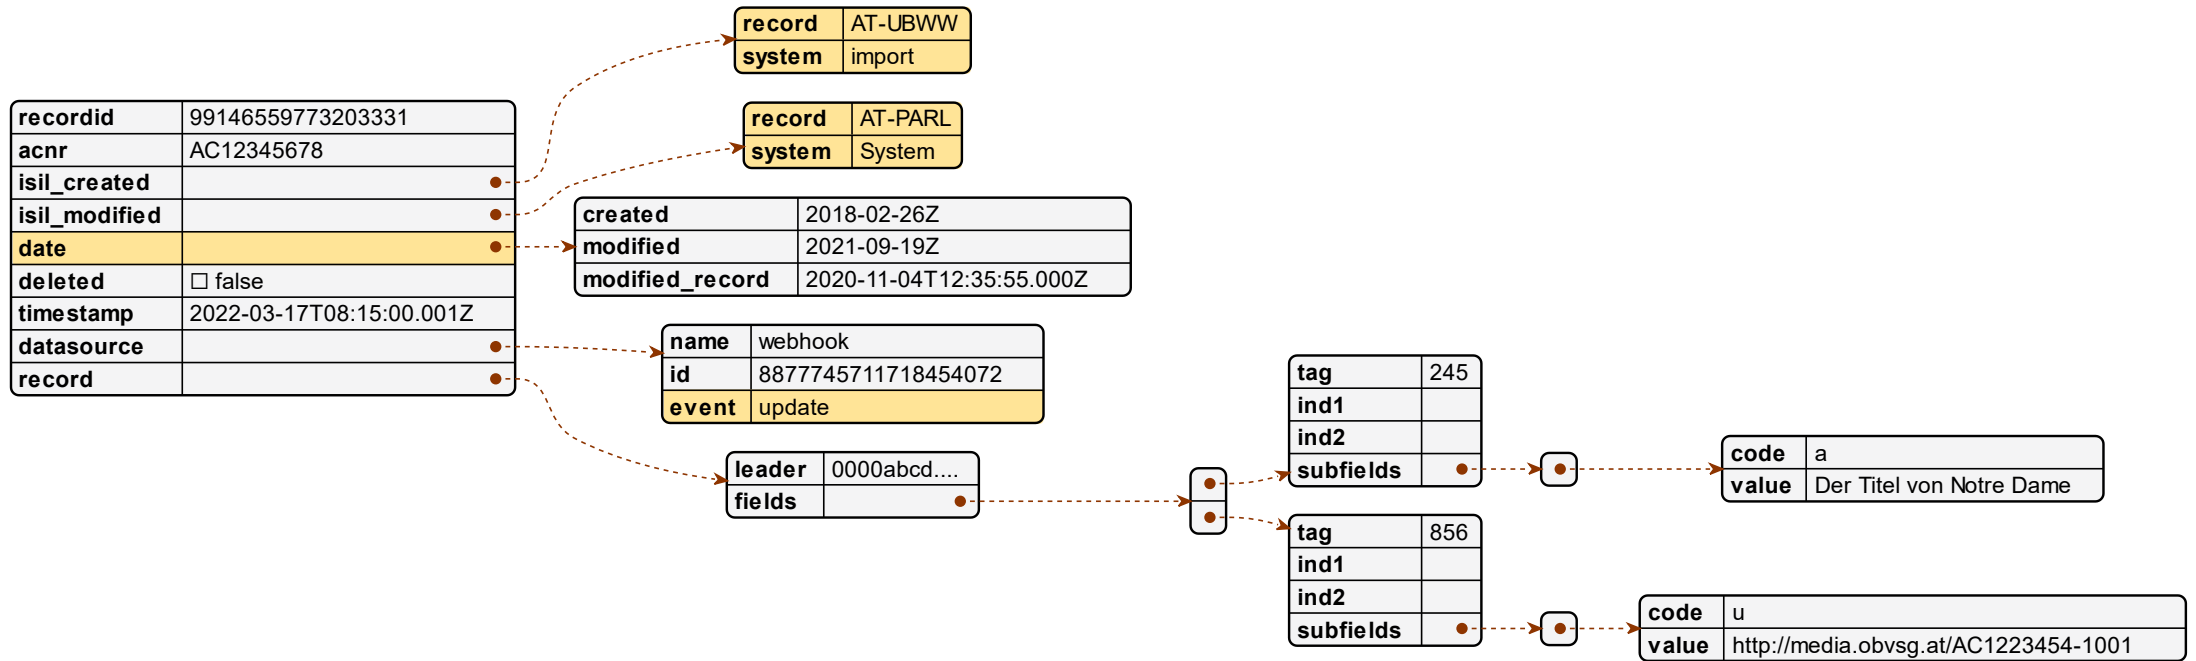 record AT-UBWW
system import
recordid 99146559773203331
acnr AC12345678
isil_created
isil_modified
date
deleted ☐ false
timestamp 2022-03-17T08:15:00.001Z
datasource
record
record AT-PARL
system System
created 2018-02-26Z
modified 2021-09-19Z
modified_record 2020-11-04T12:35:55.000Z
name webhook
id 8877745711718454072
event update
leader 0000abcd....
fields
tag 245
ind1
ind2
subfields
code a
value Der Titel von Notre Dame
tag 856
ind1
ind2
subfields
code u
value http://media.obvsg.at/AC1223454-1001